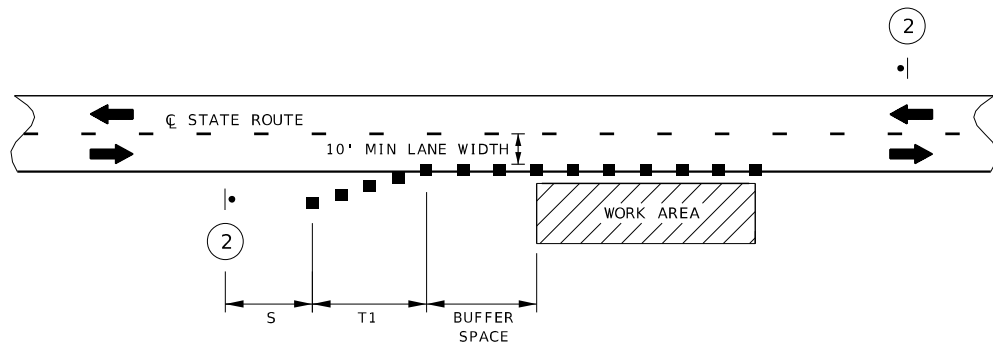 2
℄ STATE ROUTE
10' MIN LANE WIDTH
WORK AREA
2
S
T1
BUFFER
SPACE